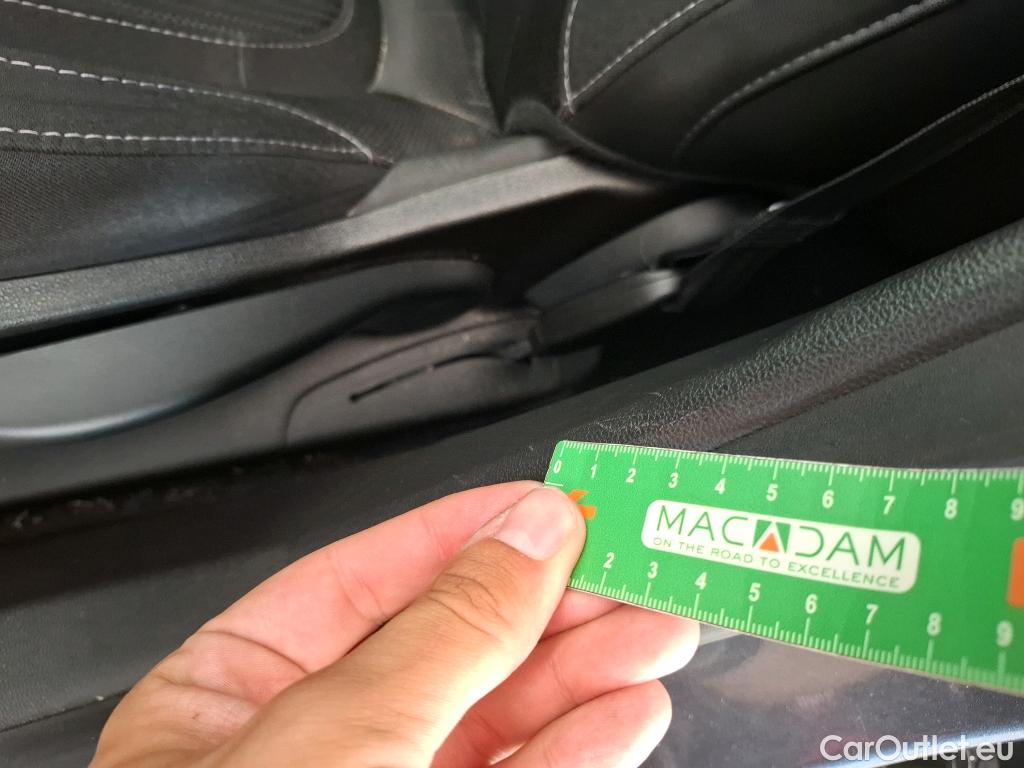 0 1 2 3 4 5 6 7 8 9
MACADAM
ON THE ROAD TO EXCELLENCE
2 3 4 5 6 7 8 9
CarOutlet.eu